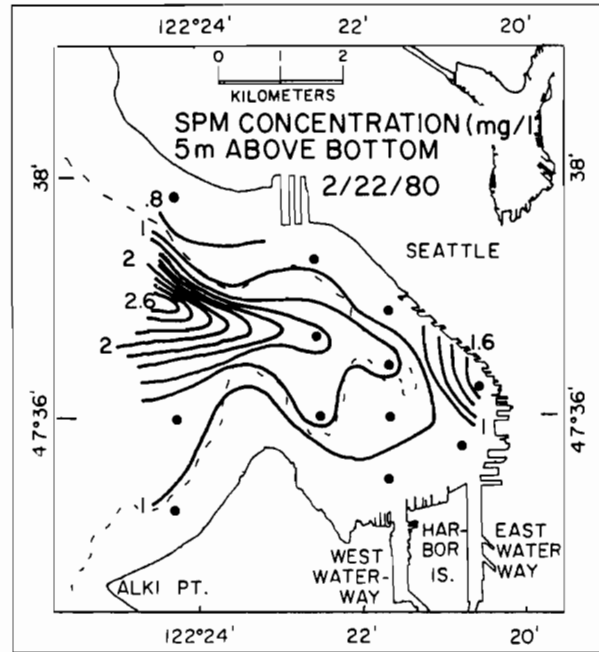 122°24' 22' 20'
0 1 2
KILOMETERS
SPM CONCENTRATION (mg/l
5m ABOVE BOTTOM
2/22/80
38' 38'
.8
1
2
2.6
2
SEATTLE
1.6
47°36' 36'
1
1
ALKI PT.
WEST
WATER-
WAY
HAR-
BOR
IS.
EAST
WATER
WAY
122°24' 22' 20'